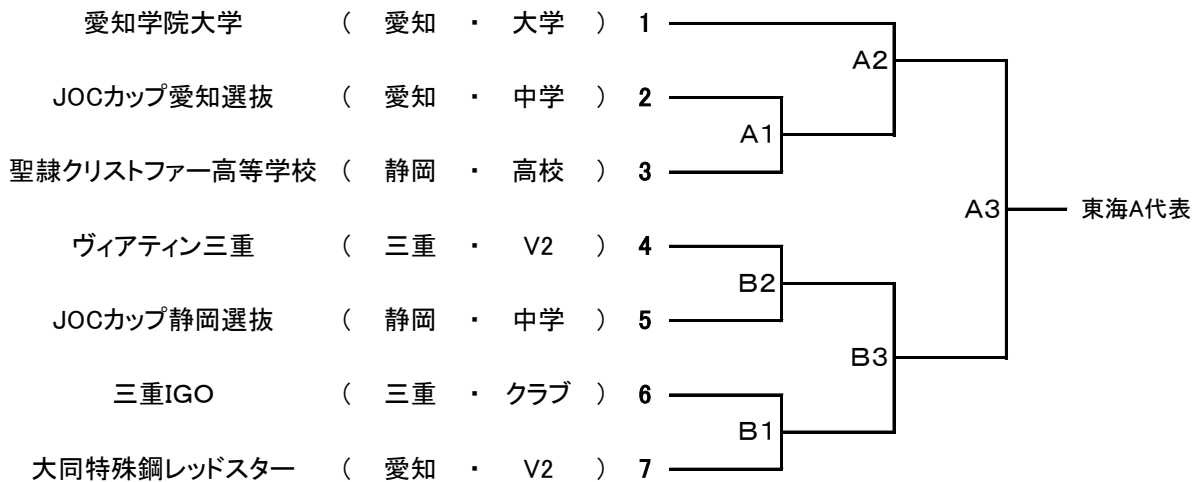 愛知学院大学 （ 愛知 ・ 大学 ） 1
A2
JOCカップ愛知選抜 （ 愛知 ・ 中学 ） 2
A1
聖隷クリストファー高等学校 （ 静岡 ・ 高校 ） 3
A3 東海A代表
ヴィアティン三重 （ 三重 ・ V2 ） 4
B2
JOCカップ静岡選抜 （ 静岡 ・ 中学 ） 5
B3
三重IGO （ 三重 ・ クラブ ） 6
B1
大同特殊鋼レッドスター （ 愛知 ・ V2 ） 7